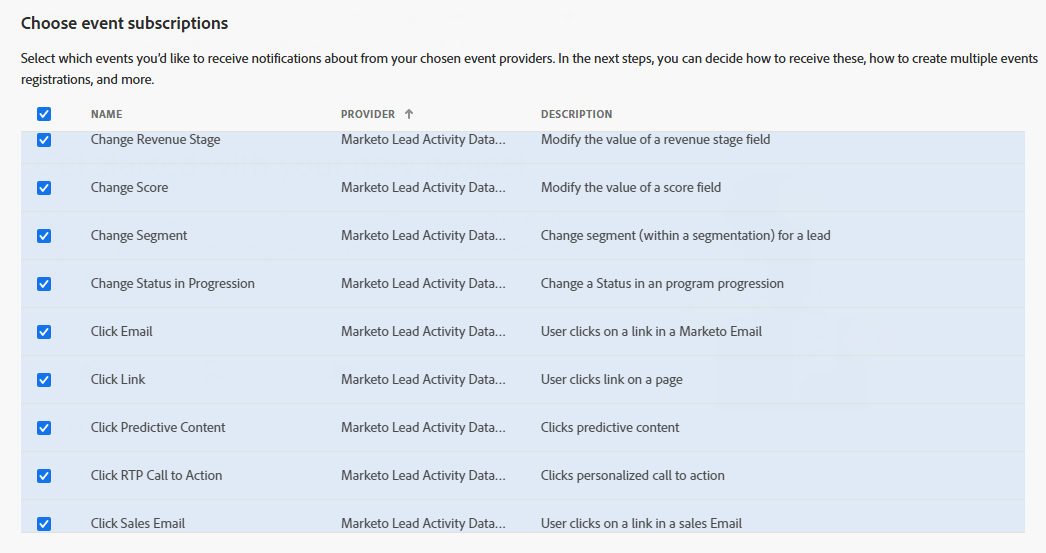 Choose event subscriptions
Select which events you'd like to receive notifications about from your chosen event providers. In the next steps, you can decide how to receive these, how to create multiple events
registrations, and more.
NAME PROVIDER ↑ DESCRIPTION
Change Revenue Stage Marketo Lead Activity Data... Modify the value of a revenue stage field
Change Score Marketo Lead Activity Data... Modify the value of a score field
Change Segment Marketo Lead Activity Data... Change segment (within a segmentation) for a lead
Change Status in Progression Marketo Lead Activity Data... Change a Status in an program progression
Click Email Marketo Lead Activity Data... User clicks on a link in a Marketo Email
Click Link Marketo Lead Activity Data... User clicks link on a page
Click Predictive Content Marketo Lead Activity Data... Clicks predictive content
Click RTP Call to Action Marketo Lead Activity Data... Clicks personalized call to action
Click Sales Email Marketo Lead Activity Data... User clicks on a link in a sales Email